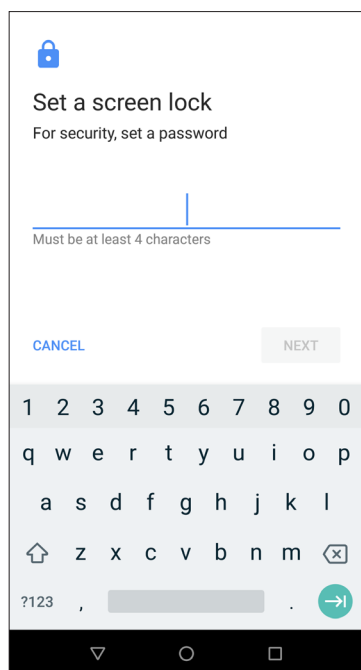 Set a screen lock
For security, set a password
Must be at least 4 characters
CANCEL NEXT
1 2 3 4 5 6 7 8 9 0
q w e r t y u i o p
a s d f g h j k l
z x c v b n m
?123 , .